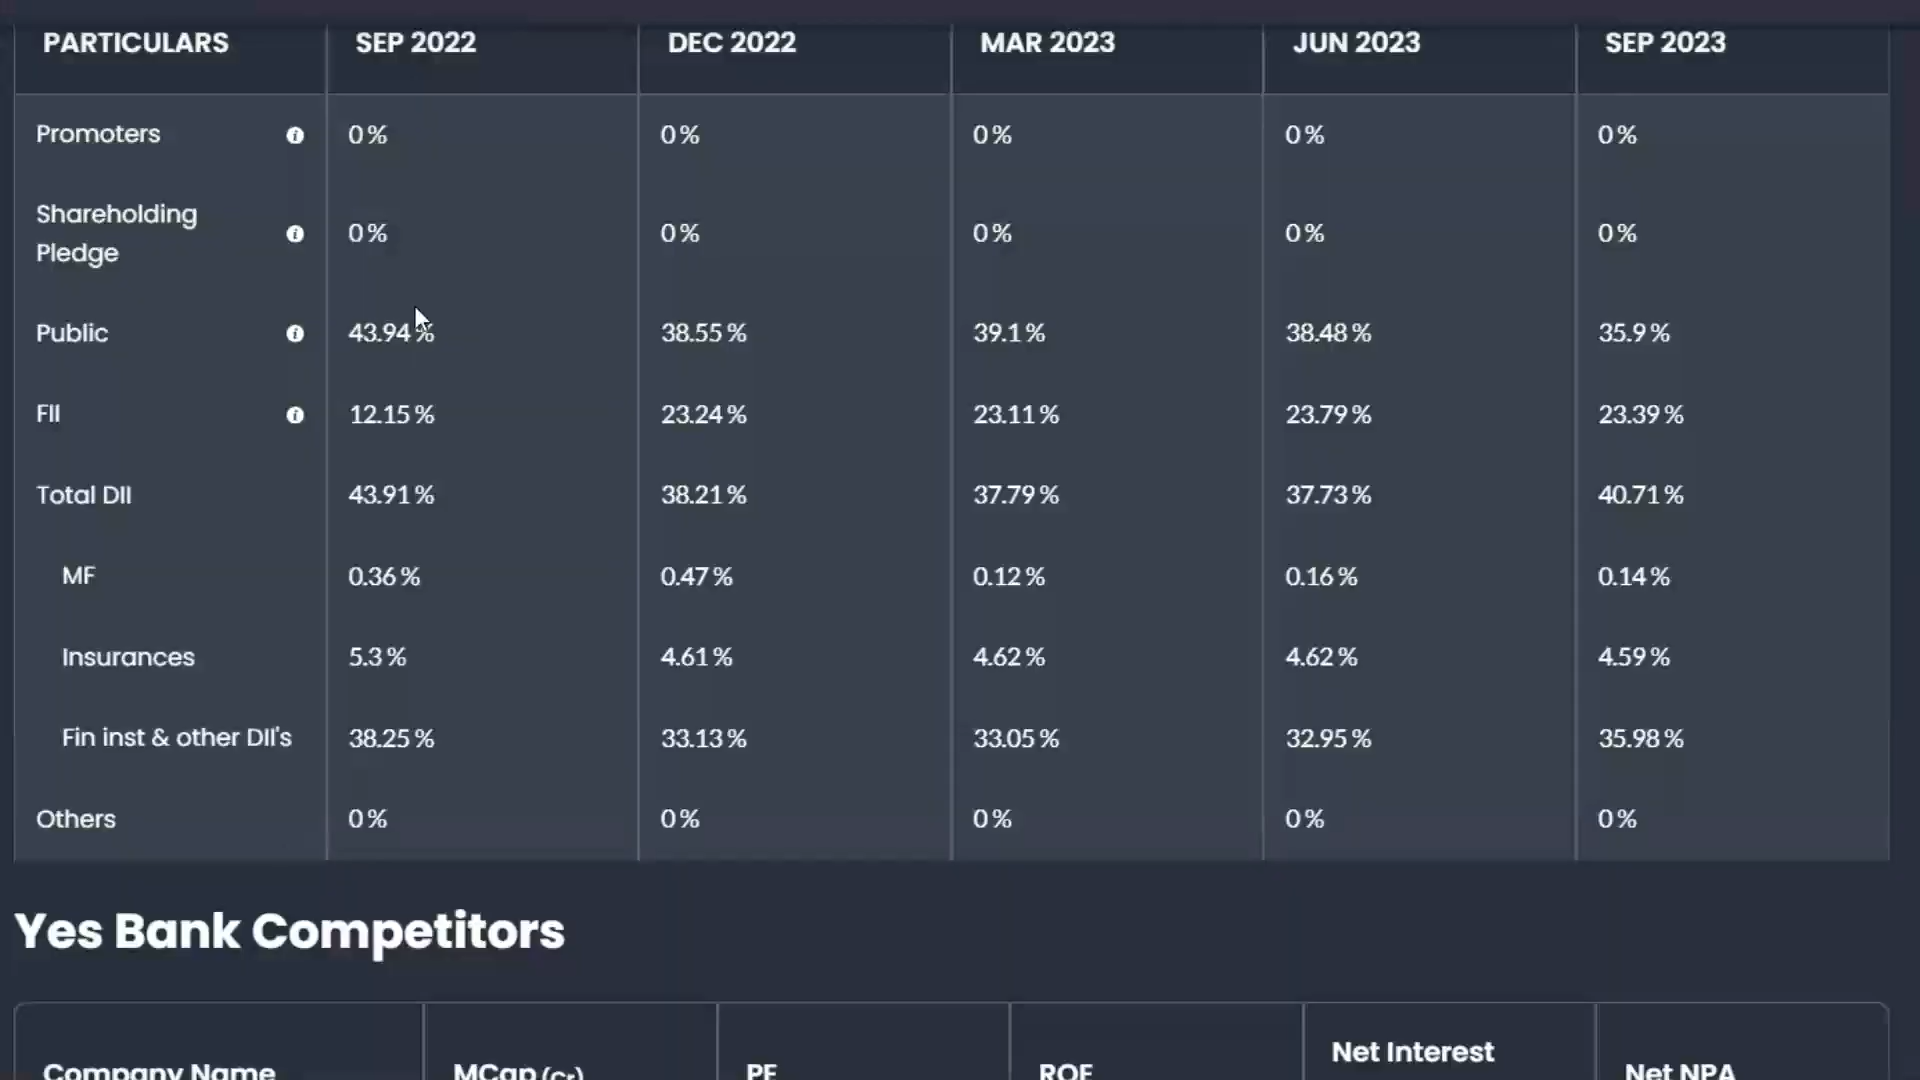 PARTICULARS SEP 2022 DEC 2022 MAR 2023 JUN 2023 SEP 2023
Promoters 0 % 0 % 0 % 0 % 0 %
Shareholding
Pledge 0 % 0 % 0 % 0 % 0 %
Public 43.94 % 38.55 % 39.1 % 38.48 % 35.9 %
FII 12.15 % 23.24 % 23.11 % 23.79 % 23.39 %
Total DII 43.91 % 38.21 % 37.79 % 37.73 % 40.71 %
MF 0.36 % 0.47 % 0.12 % 0.16 % 0.14 %
Insurances 5.3 % 4.61 % 4.62 % 4.62 % 4.59 %
Fin inst & other DII's 38.25 % 33.13 % 33.05 % 32.95 % 35.98 %
Others 0 % 0 % 0 % 0 % 0 %
Yes Bank Competitors
Net Interest
Company Name MCap (Cr) PE ROE Net NPA